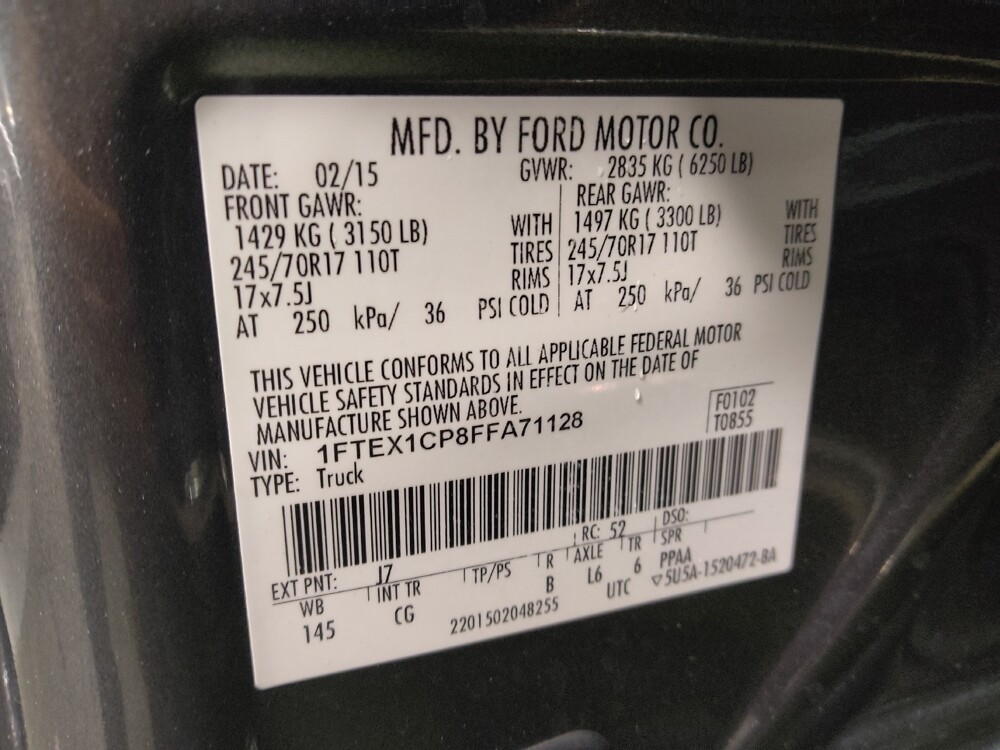 MFD. BY FORD MOTOR CO.
DATE: 02/15 GVWR: 2835 KG ( 6250 LB)
FRONT GAWR: REAR GAWR:
1429 KG ( 3150 LB) WITH 1497 KG ( 3300 LB) WITH
245/70R17 110T TIRES 245/70R17 110T TIRES
17x7.5J RIMS 17x7.5J RIMS
AT 250 kPa/ 36 PSI COLD AT 250 kPa/ 36 PSI COLD
THIS VEHICLE CONFORMS TO ALL APPLICABLE FEDERAL MOTOR
VEHICLE SAFETY STANDARDS IN EFFECT ON THE DATE OF
MANUFACTURE SHOWN ABOVE.
VIN: 1FTEX1CP8FFA71128 F0102
TYPE: Truck T0855
EXT PNT: J7 RC: 52 DSO:
WB INT TR TP/PS R AXLE TR SPR
145 CG B L6 6 PPAA
2201502048255 UTC ▽5U5A-1520472-BA